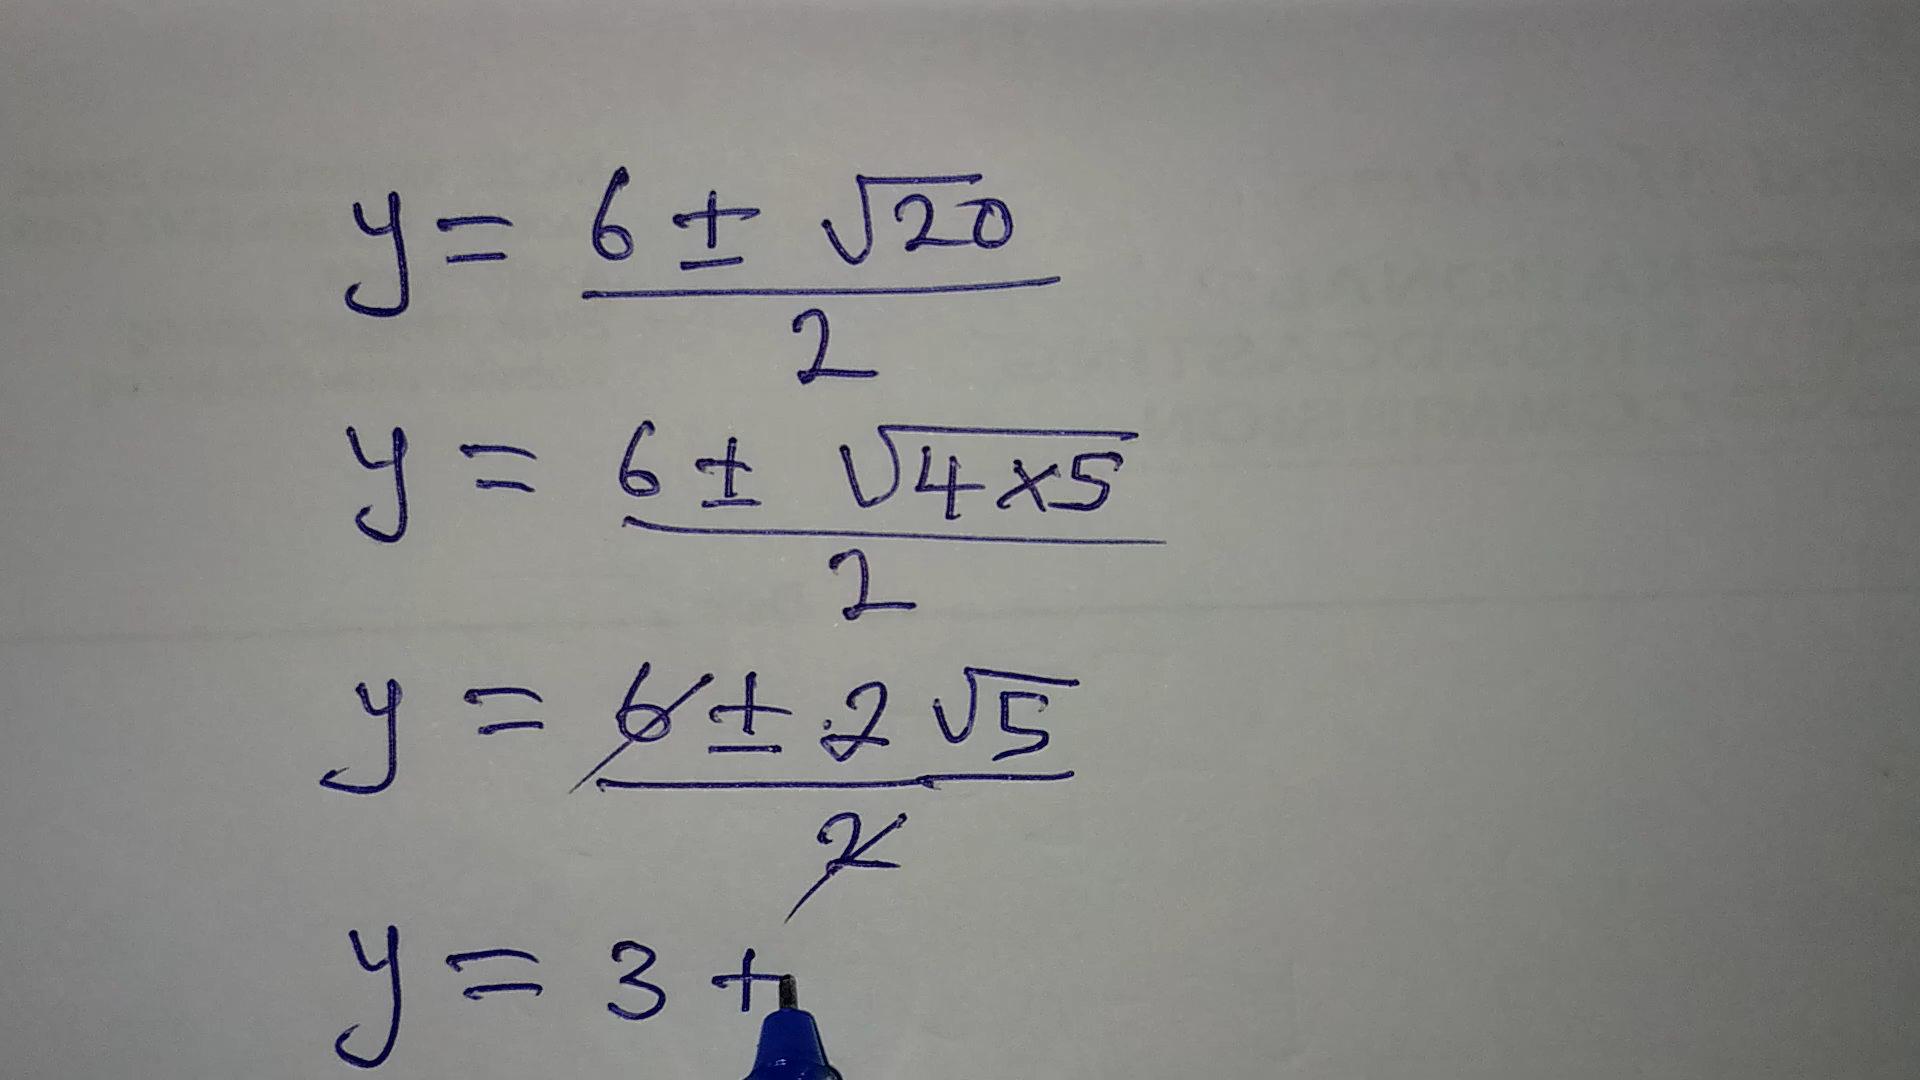 y = 6 ± √20 / 2
y = 6 ± √4×5 / 2
y = 6 ± 2√5 / 2
y = 3 +